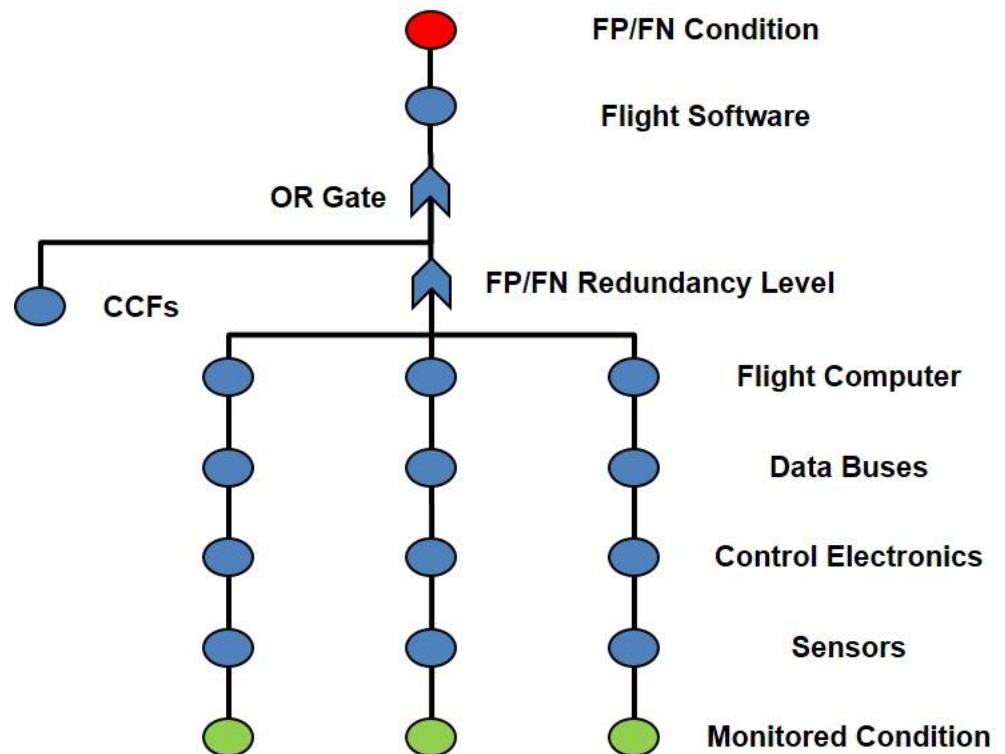 FP/FN Condition
Flight Software
OR Gate
FP/FN Redundancy Level
CCFs
Flight Computer
Data Buses
Control Electronics
Sensors
Monitored Condition